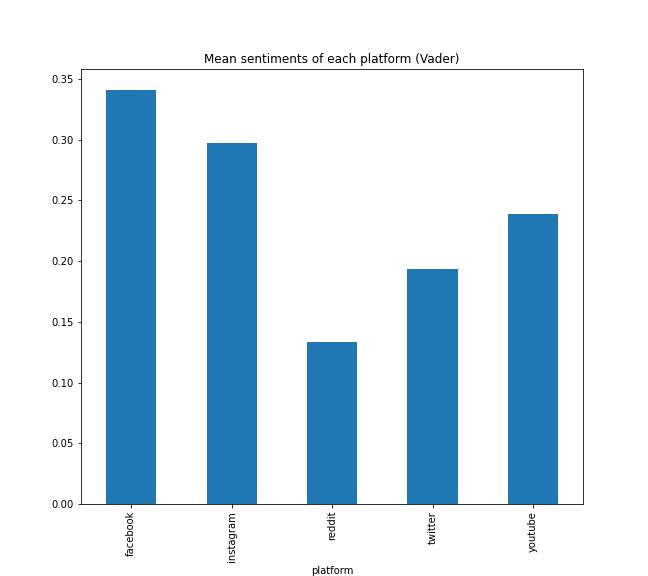 Mean sentiments of each platform (Vader)
0.35
0.30
0.25
0.20
0.15
0.10
0.05
0.00
facebook
instagram
reddit
twitter
youtube
platform